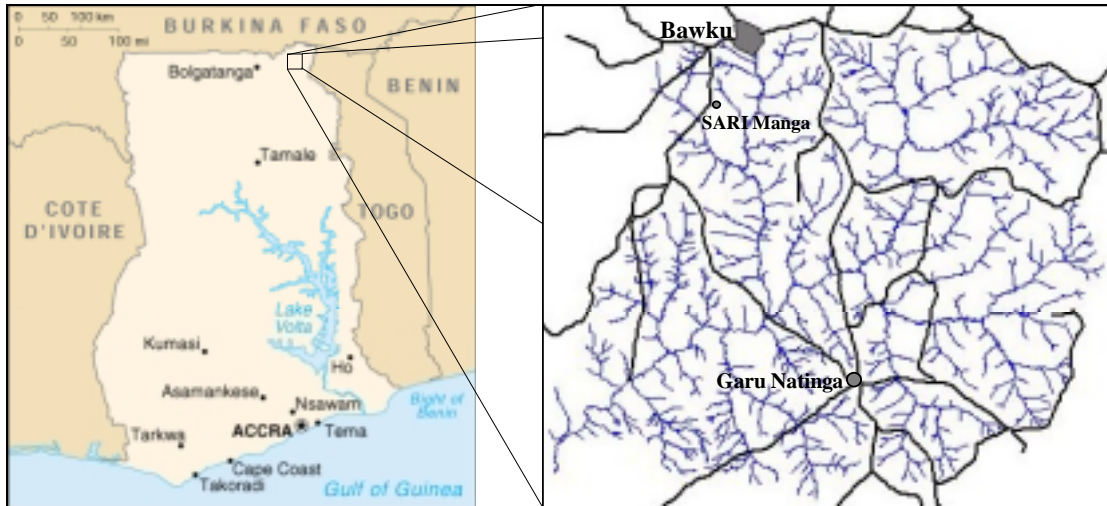 0 50 100 km
0 50 100 mi
BURKINA FASO
Bolgatanga
BENIN
Tamale
COTE
D'IVOIRE
TOGO
Lake
Volta
Kumasi
Ho
Asamankese
Nsawam
Bight of
Benin
ACCRA
Tema
Tarkwa
Cape Coast
Takoradi
Gulf of Guinea
Bawku
SARI Manga
Garu Natinga